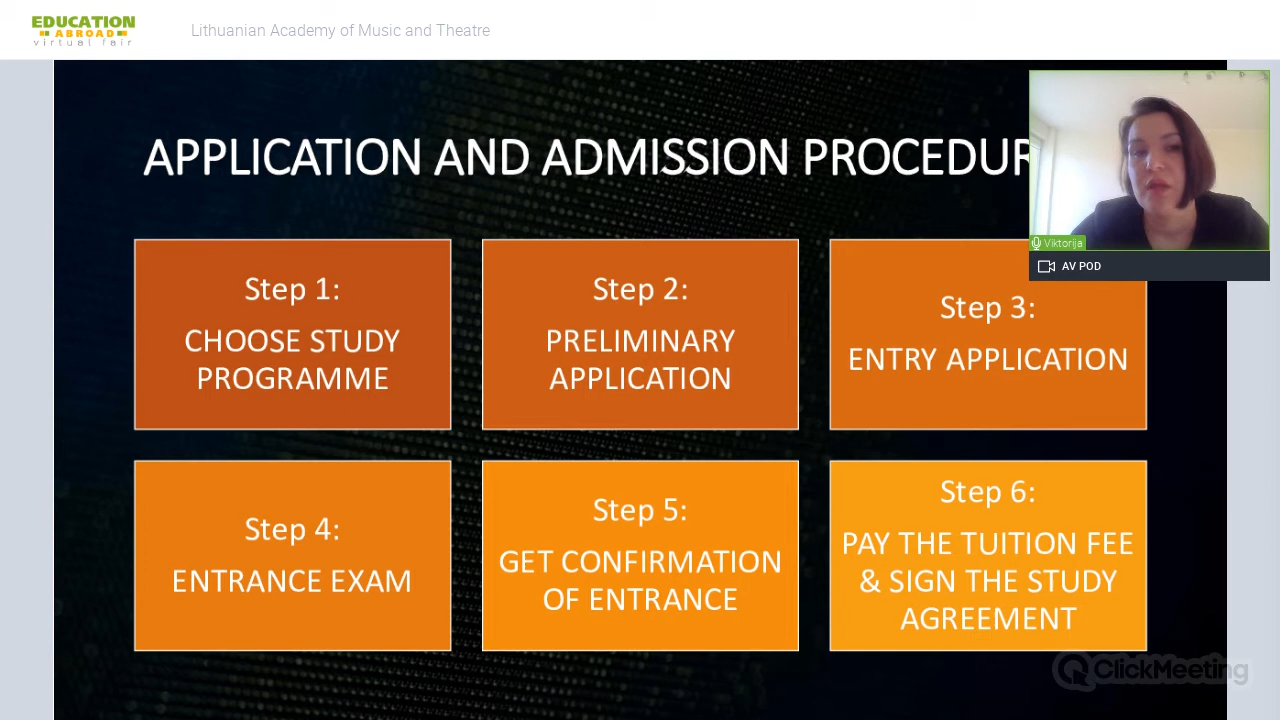 EDUCATION
ABROAD
virtual fair
Lithuanian Academy of Music and Theatre
APPLICATION AND ADMISSION PROCEDUR
Viktorija
AV POD
Step 1:
CHOOSE STUDY
PROGRAMME
Step 2:
PRELIMINARY
APPLICATION
Step 3:
ENTRY APPLICATION
Step 4:
ENTRANCE EXAM
Step 5:
GET CONFIRMATION
OF ENTRANCE
Step 6:
PAY THE TUITION FEE
& SIGN THE STUDY
AGREEMENT
ClickMeeting